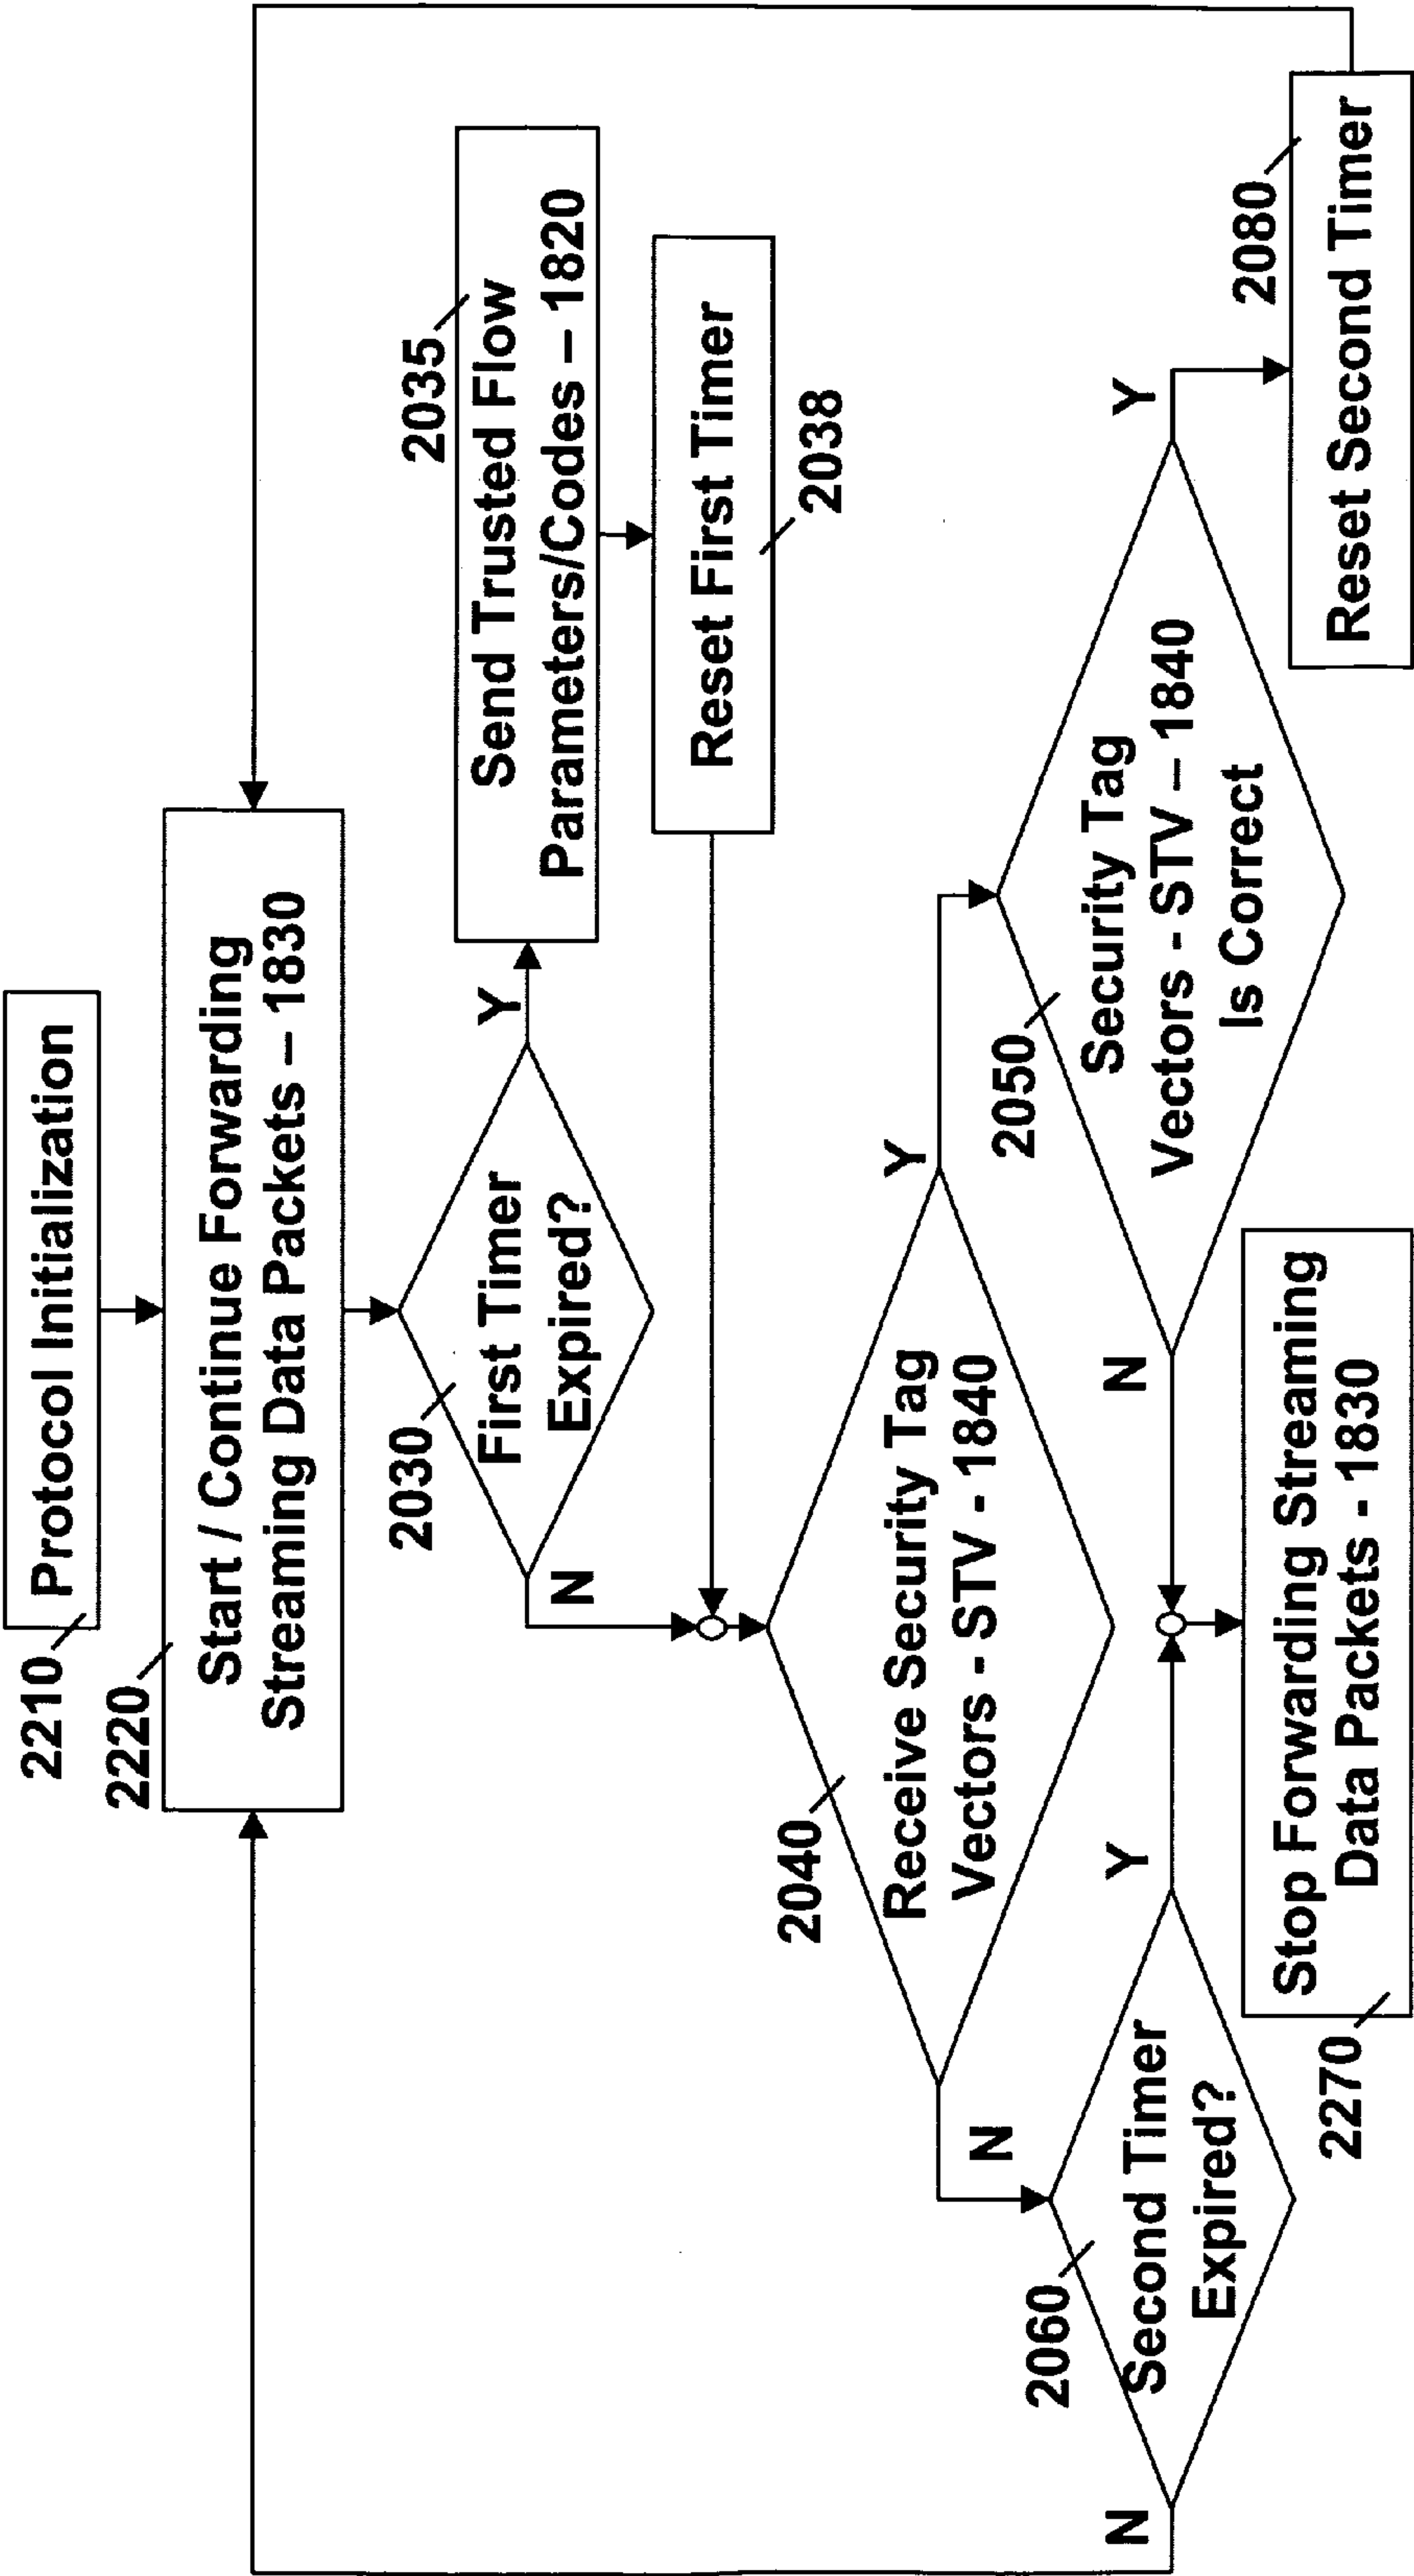 2210
Protocol Initialization
2220
Start / Continue Forwarding
Streaming Data Packets – 1830
2030
First Timer
Expired?
Y
N
2035
Send Trusted Flow
Parameters/Codes – 1820
Reset First Timer
2038
2040
Receive Security Tag
Vectors - STV - 1840
Y
N
2050
Security Tag
Vectors - STV – 1840
Is Correct
Y
N
2060
Second Timer
Expired?
Y
N
2080
Reset Second Timer
2270
Stop Forwarding Streaming
Data Packets - 1830